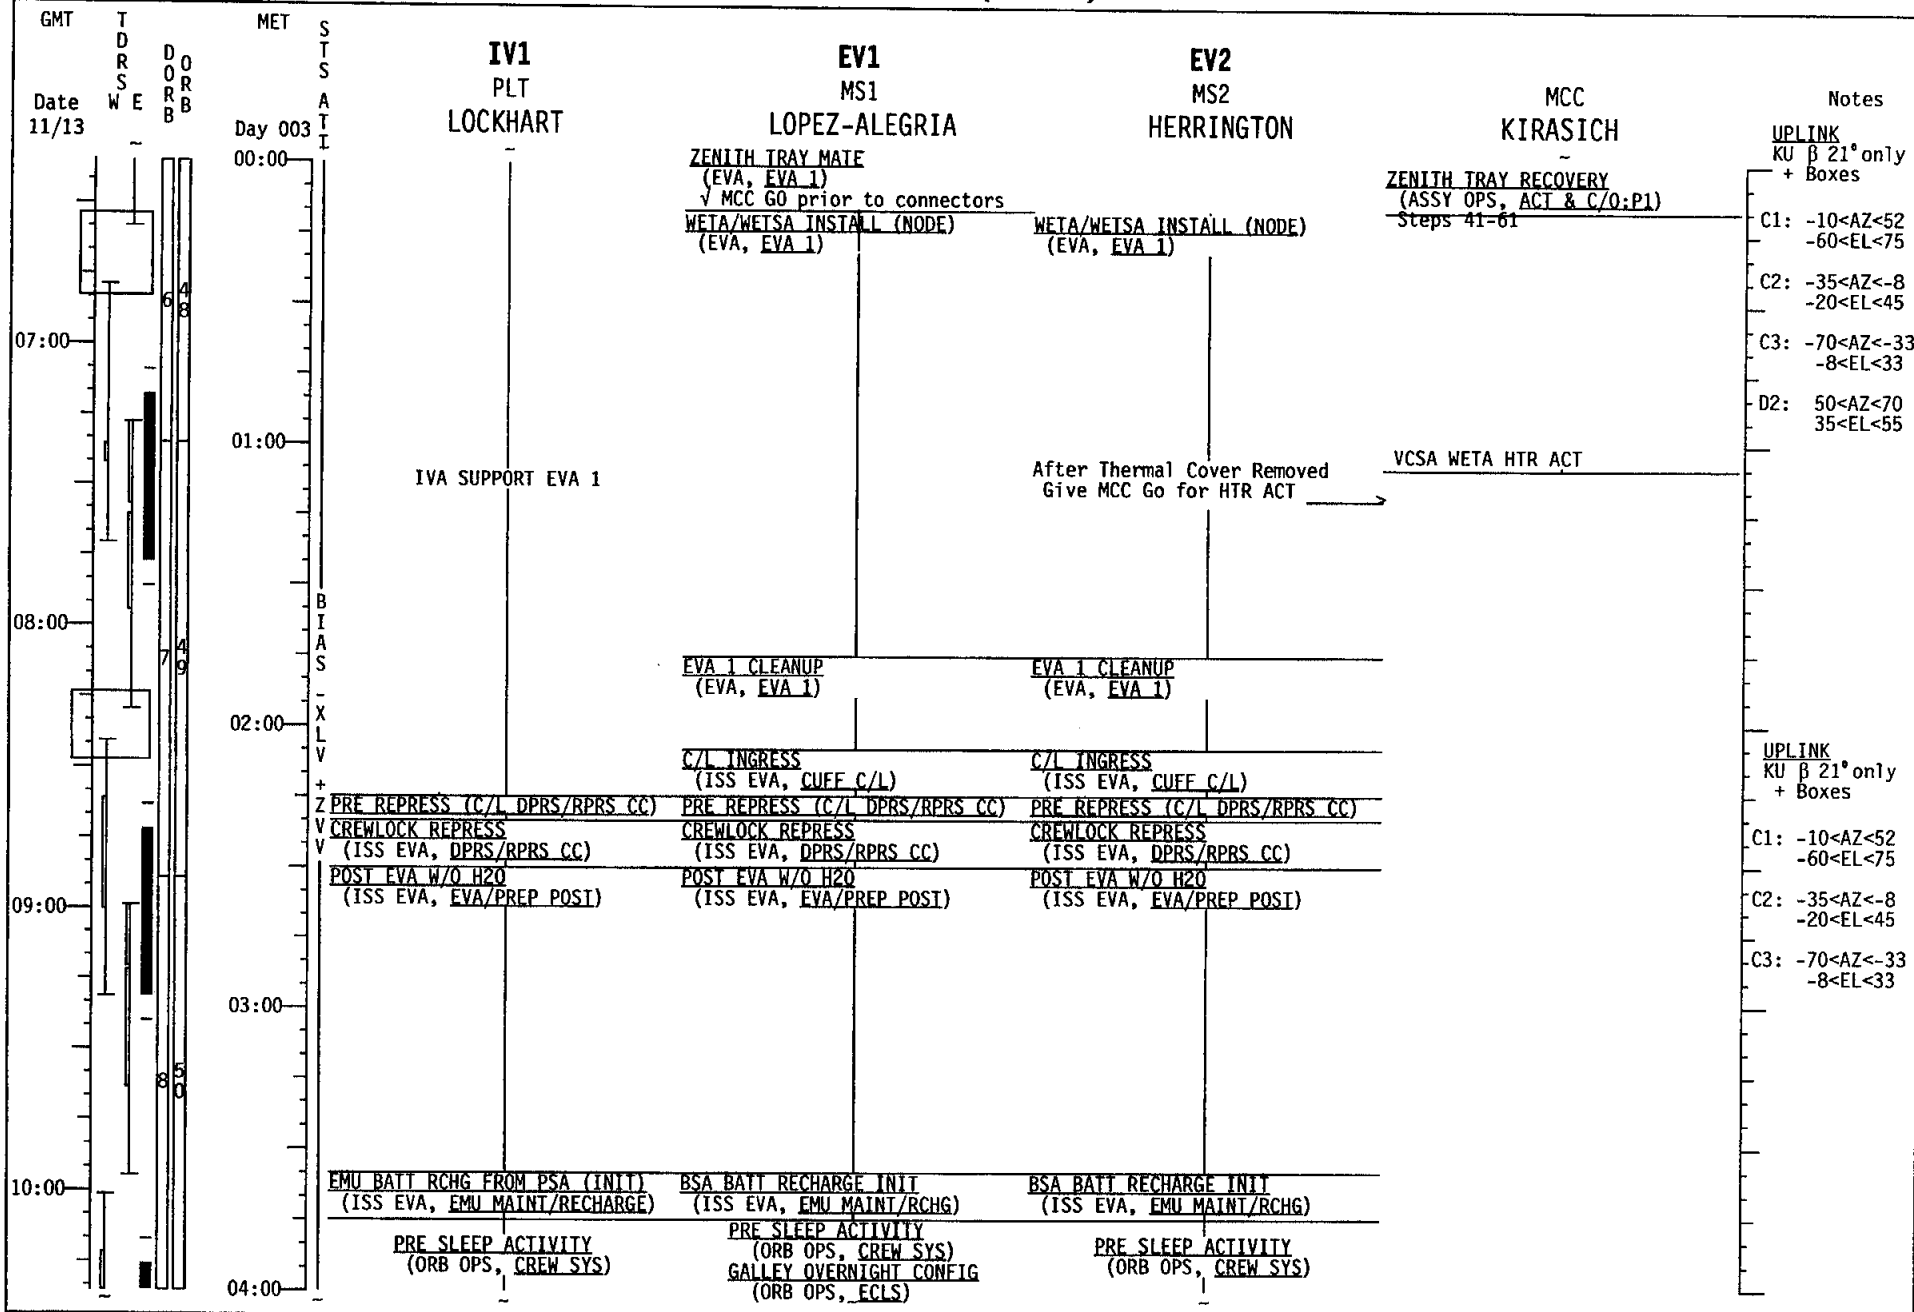 GMT
TDRS
W E
DORB
ORB
MET
STS ATT
Date
11/13
Day 003
IV1
PLT
LOCKHART
EV1
MS1
LOPEZ-ALEGRIA
EV2
MS2
HERRINGTON
MCC
KIRASICH
Notes
~
~
~
00:00
07:00
01:00
08:00
02:00
09:00
03:00
10:00
04:00
6
48
7
49
8
50
BIAS -XLV +ZVV
IVA SUPPORT EVA 1
PRE REPRESS (C/L DPRS/RPRS CC)
CREWLOCK REPRESS
(ISS EVA, DPRS/RPRS CC)
POST EVA W/O H2O
(ISS EVA, EVA/PREP POST)
EMU BATT RCHG FROM PSA (INIT)
(ISS EVA, EMU MAINT/RECHARGE)
PRE SLEEP ACTIVITY
(ORB OPS, CREW SYS)
ZENITH TRAY MATE
(EVA, EVA 1)
√ MCC GO prior to connectors
WETA/WETSA INSTALL (NODE)
(EVA, EVA 1)
EVA 1 CLEANUP
(EVA, EVA 1)
C/L INGRESS
(ISS EVA, CUFF C/L)
PRE REPRESS (C/L DPRS/RPRS CC)
CREWLOCK REPRESS
(ISS EVA, DPRS/RPRS CC)
POST EVA W/O H2O
(ISS EVA, EVA/PREP POST)
BSA BATT RECHARGE INIT
(ISS EVA, EMU MAINT/RCHG)
PRE SLEEP ACTIVITY
(ORB OPS, CREW SYS)
GALLEY OVERNIGHT CONFIG
(ORB OPS, ECLS)
WETA/WETSA INSTALL (NODE)
(EVA, EVA 1)
After Thermal Cover Removed
Give MCC Go for HTR ACT
EVA 1 CLEANUP
(EVA, EVA 1)
C/L INGRESS
(ISS EVA, CUFF C/L)
PRE REPRESS (C/L DPRS/RPRS CC)
CREWLOCK REPRESS
(ISS EVA, DPRS/RPRS CC)
POST EVA W/O H2O
(ISS EVA, EVA/PREP POST)
BSA BATT RECHARGE INIT
(ISS EVA, EMU MAINT/RCHG)
PRE SLEEP ACTIVITY
(ORB OPS, CREW SYS)
ZENITH TRAY RECOVERY
(ASSY OPS, ACT & C/O:P1)
Steps 41-61
VCSA WETA HTR ACT
UPLINK
KU β 21° only
+ Boxes
C1: -10<AZ<52
-60<EL<75
C2: -35<AZ<-8
-20<EL<45
C3: -70<AZ<-33
-8<EL<33
D2: 50<AZ<70
35<EL<55
UPLINK
KU β 21° only
+ Boxes
C1: -10<AZ<52
-60<EL<75
C2: -35<AZ<-8
-20<EL<45
C3: -70<AZ<-33
-8<EL<33